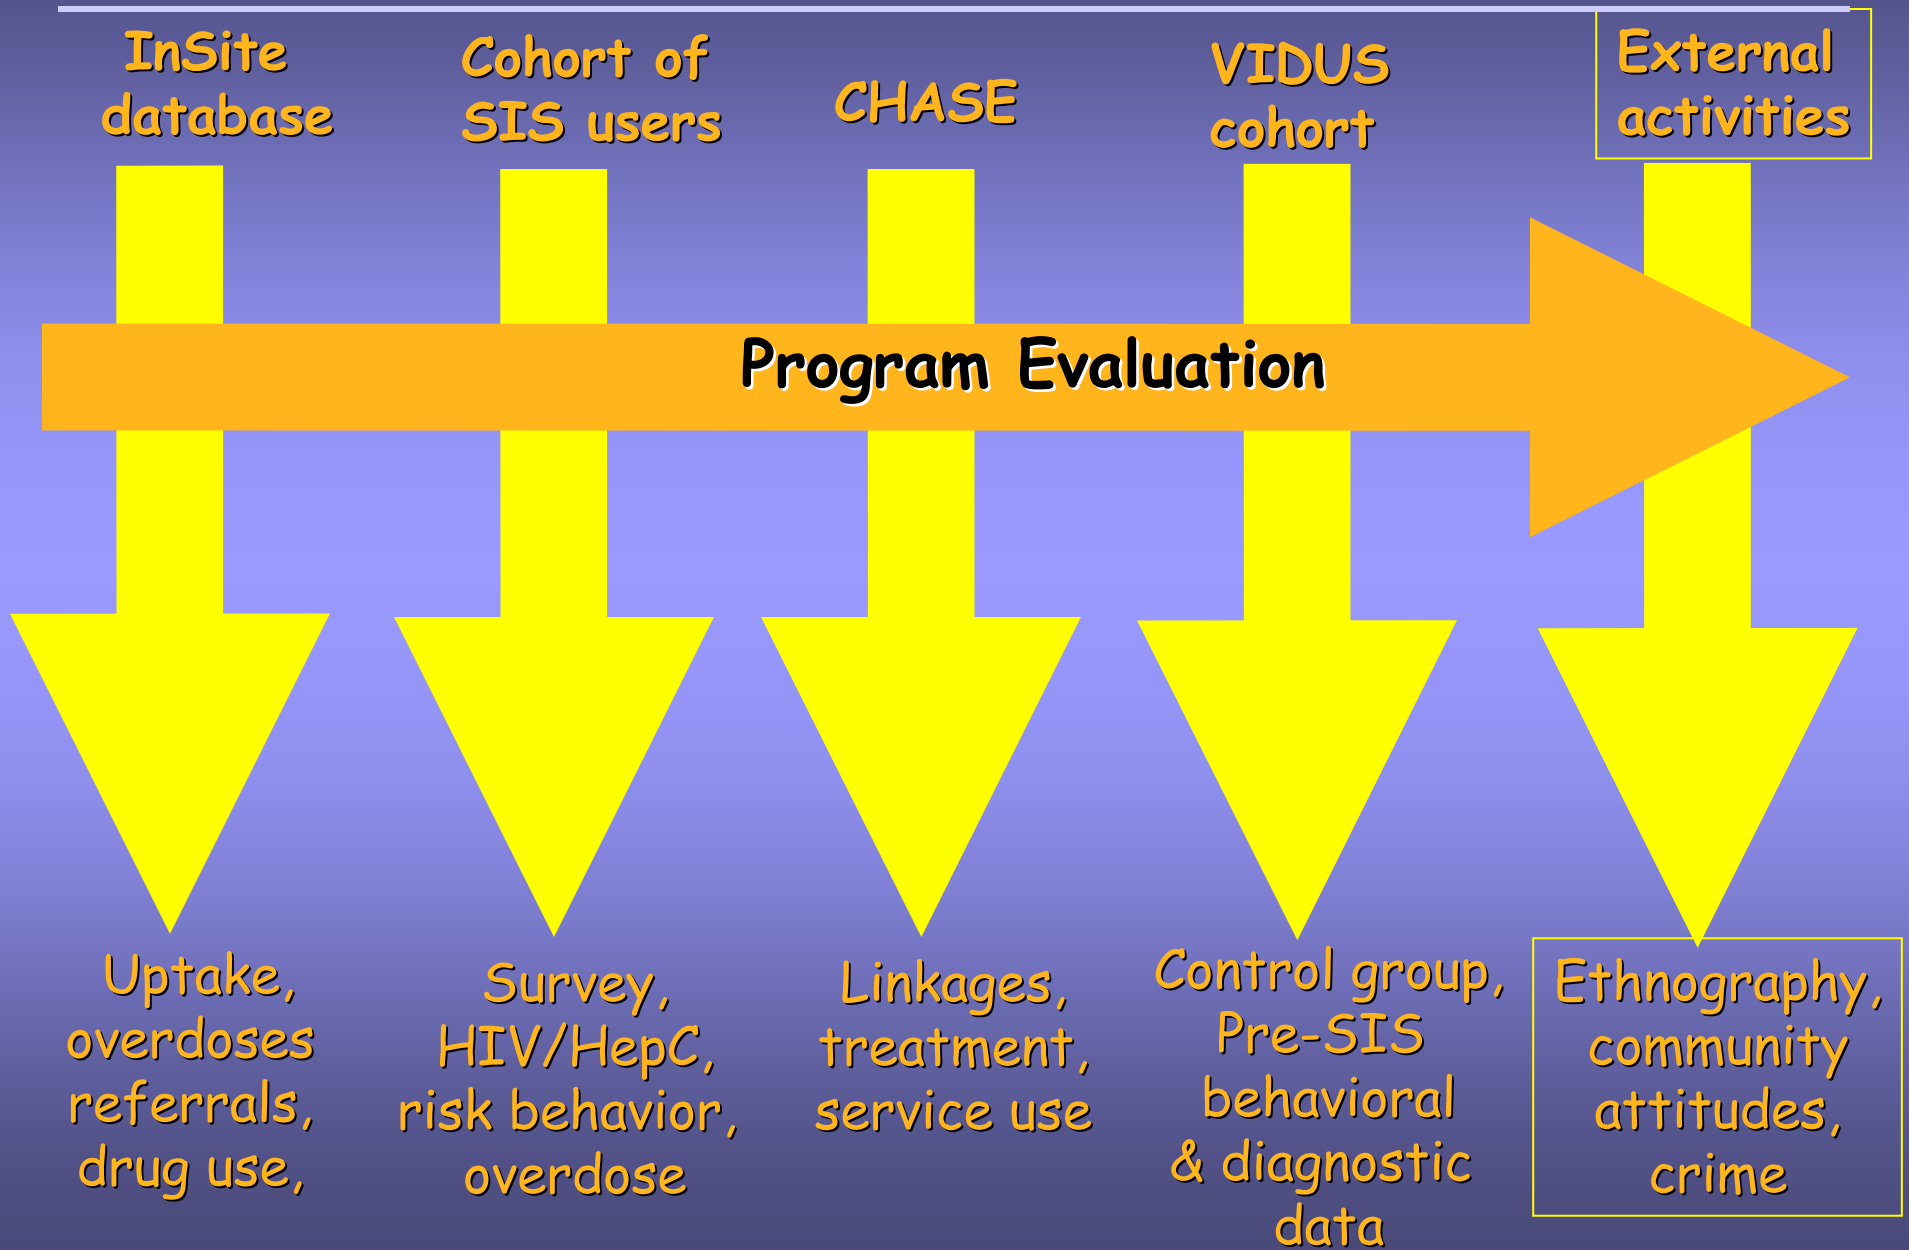 InSite
database
Cohort of
SIS users
CHASE
VIDUS
cohort
External
activities
Program Evaluation
Uptake,
overdoses
referrals,
drug use,
Survey,
HIV/HepC,
risk behavior,
overdose
Linkages,
treatment,
service use
Control group,
Pre-SIS
behavioral
& diagnostic
data
Ethnography,
community
attitudes,
crime